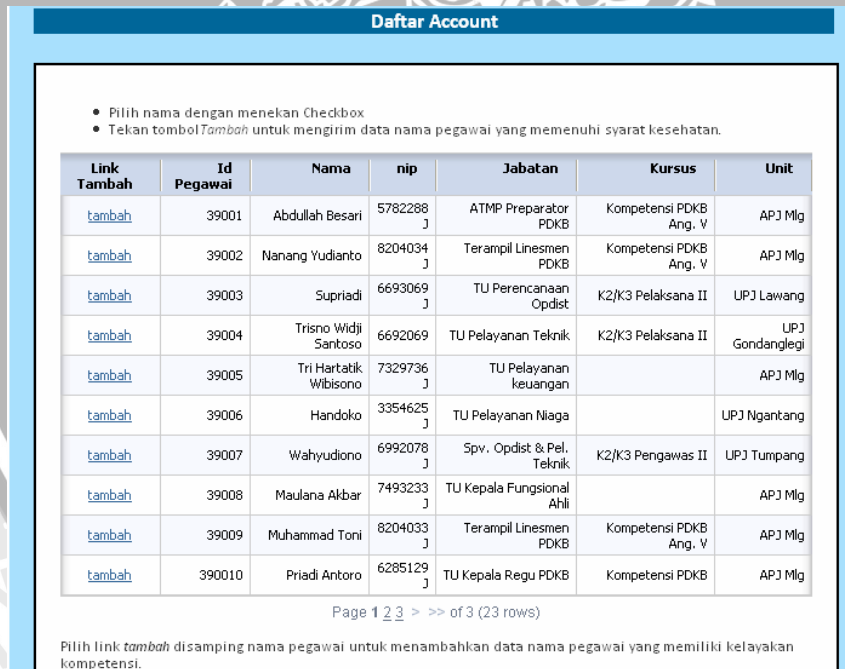 Daftar Account
Pilih nama dengan menekan Checkbox
Tekan tombol Tambah untuk mengirim data nama pegawai yang memenuhi syarat kesehatan.
Link Tambah Id Pegawai Nama nip Jabatan Kursus Unit
tambah 39001 Abdullah Besari 5782288 J ATMP Preparator PDKB Kompetensi PDKB Ang. V APJ Mlg
tambah 39002 Nanang Yudianto 8204034 J Terampil Linesmen PDKB Kompetensi PDKB Ang. V APJ Mlg
tambah 39003 Supriadi 6693069 J TU Perencanaan Opdist K2/K3 Pelaksana II UPJ Lawang
tambah 39004 Trisno Widji Santoso 6692069 TU Pelayanan Teknik K2/K3 Pelaksana II UPJ Gondanglegi
tambah 39005 Tri Hartatik Wibisono 7329736 J TU Pelayanan keuangan APJ Mlg
tambah 39006 Handoko 3354625 J TU Pelayanan Niaga UPJ Ngantang
tambah 39007 Wahyudiono 6992078 J Spv. Opdist & Pel. Teknik K2/K3 Pengawas II UPJ Tumpang
tambah 39008 Maulana Akbar 7493233 J TU Kepala Fungsional Ahli APJ Mlg
tambah 39009 Muhammad Toni 8204033 J Terampil Linesmen PDKB Kompetensi PDKB Ang. V APJ Mlg
tambah 390010 Priadi Antoro 6285129 J TU Kepala Regu PDKB Kompetensi PDKB APJ Mlg
Page 1 2 3 > >> of 3 (23 rows)
Pilih link tambah disamping nama pegawai untuk menambahkan data nama pegawai yang memiliki kelayakan
kompetensi.